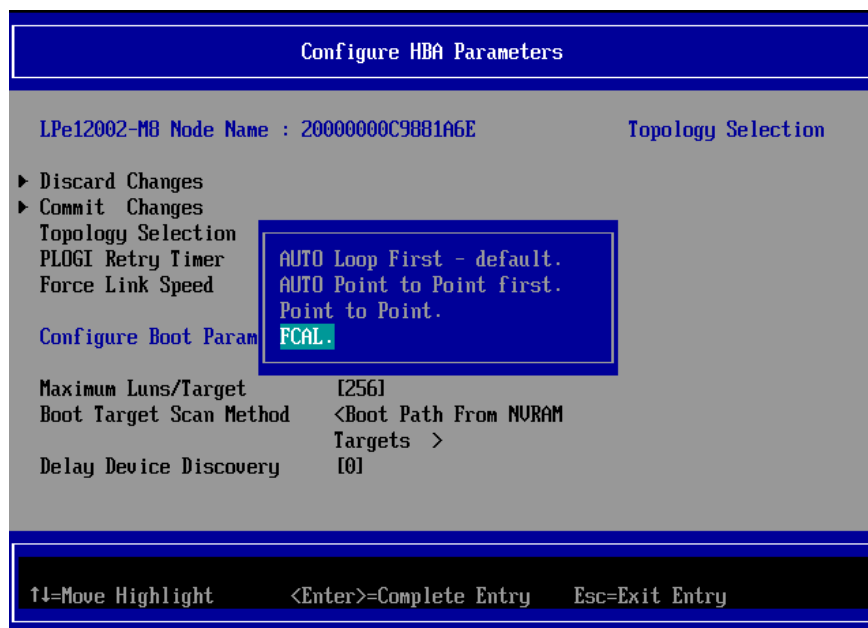 Configure HBA Parameters
LPe12002-M8 Node Name : 20000000C9881A6E Topology Selection
▶ Discard Changes
▶ Commit Changes
Topology Selection
PLOGI Retry Timer
Force Link Speed
AUTO Loop First - default.
AUTO Point to Point first.
Point to Point.
FCAL.
Configure Boot Param
Maximum Luns/Target [256]
Boot Target Scan Method <Boot Path From NVRAM
Targets >
Delay Device Discovery [0]
↑↓=Move Highlight <Enter>=Complete Entry Esc=Exit Entry